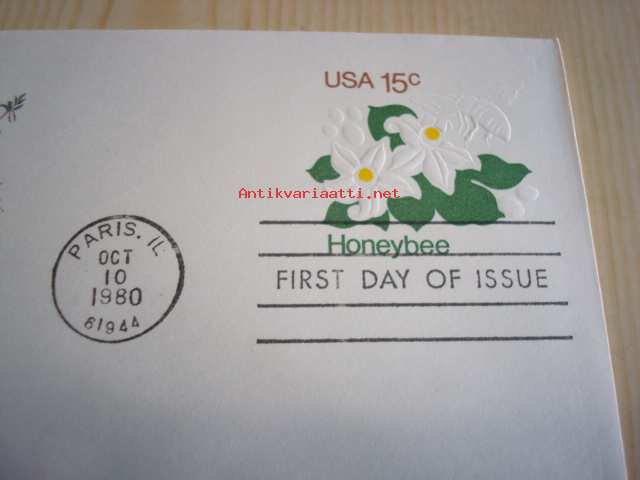 USA 15c
Antikvariaatti.net
Honeybee
FIRST DAY OF ISSUE
PARIS. IL
OCT
10
1980
61944